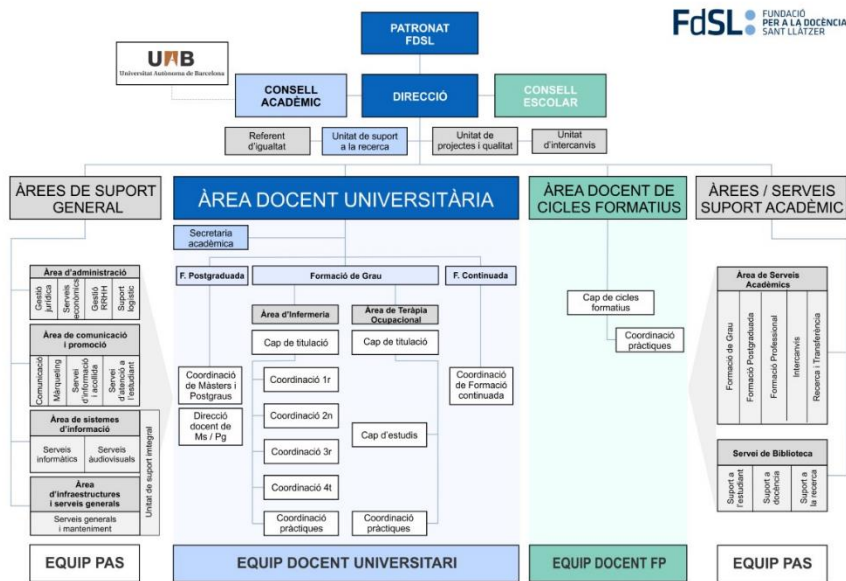 PATRONAT
FDSL
FdSL
FUNDACIÓ
PER A LA DOCÈNCIA
SANT LLÀTZER
UAB
Universitat Autònoma de Barcelona
CONSELL
ACADÈMIC
DIRECCIÓ
CONSELL
ESCOLAR
Referent
d'igualtat
Unitat de suport
a la recerca
Unitat de
projectes i qualitat
Unitat
d'intercanvis
ÀREES DE SUPORT
GENERAL
ÀREA DOCENT UNIVERSITÀRIA
ÀREA DOCENT DE
CICLES FORMATIUS
ÀREES / SERVEIS
SUPORT ACADÈMIC
Secretaria
acadèmica
Àrea d'administració
Gestió
jurídica
Serveis
econòmics
Gestió
RRHH
Suport
logístic
Àrea de comunicació
i promoció
Comunicació
Màrqueting
Servei
d'informació
i acollida
Servei
d'atenció a
l'estudiant
Àrea de sistemes
d'informació
Serveis
informàtics
Serveis
àudiovisuals
Àrea
d'infraestructures
i serveis generals
Serveis generals
i manteniment
Unitat de suport imtegral
EQUIP PAS
F. Postgraduada
Formació de Grau
F. Continuada
Coordinació
de Màsters i
Postgraus
Direcció
docent de
Ms / Pg
Àrea d'Infermeria
Cap de titulació
Coordinació 1r
Coordinació 2n
Coordinació 3r
Coordinació 4t
Coordinació
pràctiques
Àrea de Teràpia
Ocupacional
Cap de titulació
Cap d'estudis
Coordinació
pràctiques
Coordinació
de Formació
continuada
EQUIP DOCENT UNIVERSITARI
Cap de cicles
formatius
Coordinació
pràctiques
EQUIP DOCENT FP
Àrea de Serveis
Acadèmics
Formació de Grau
Formació Postgraduada
Formació Professional
Intercanvis
Recerca i Transferència
Servei de Biblioteca
Suport a
l'estudiant
Suport a
docència
Suport a
la recerca
EQUIP PAS